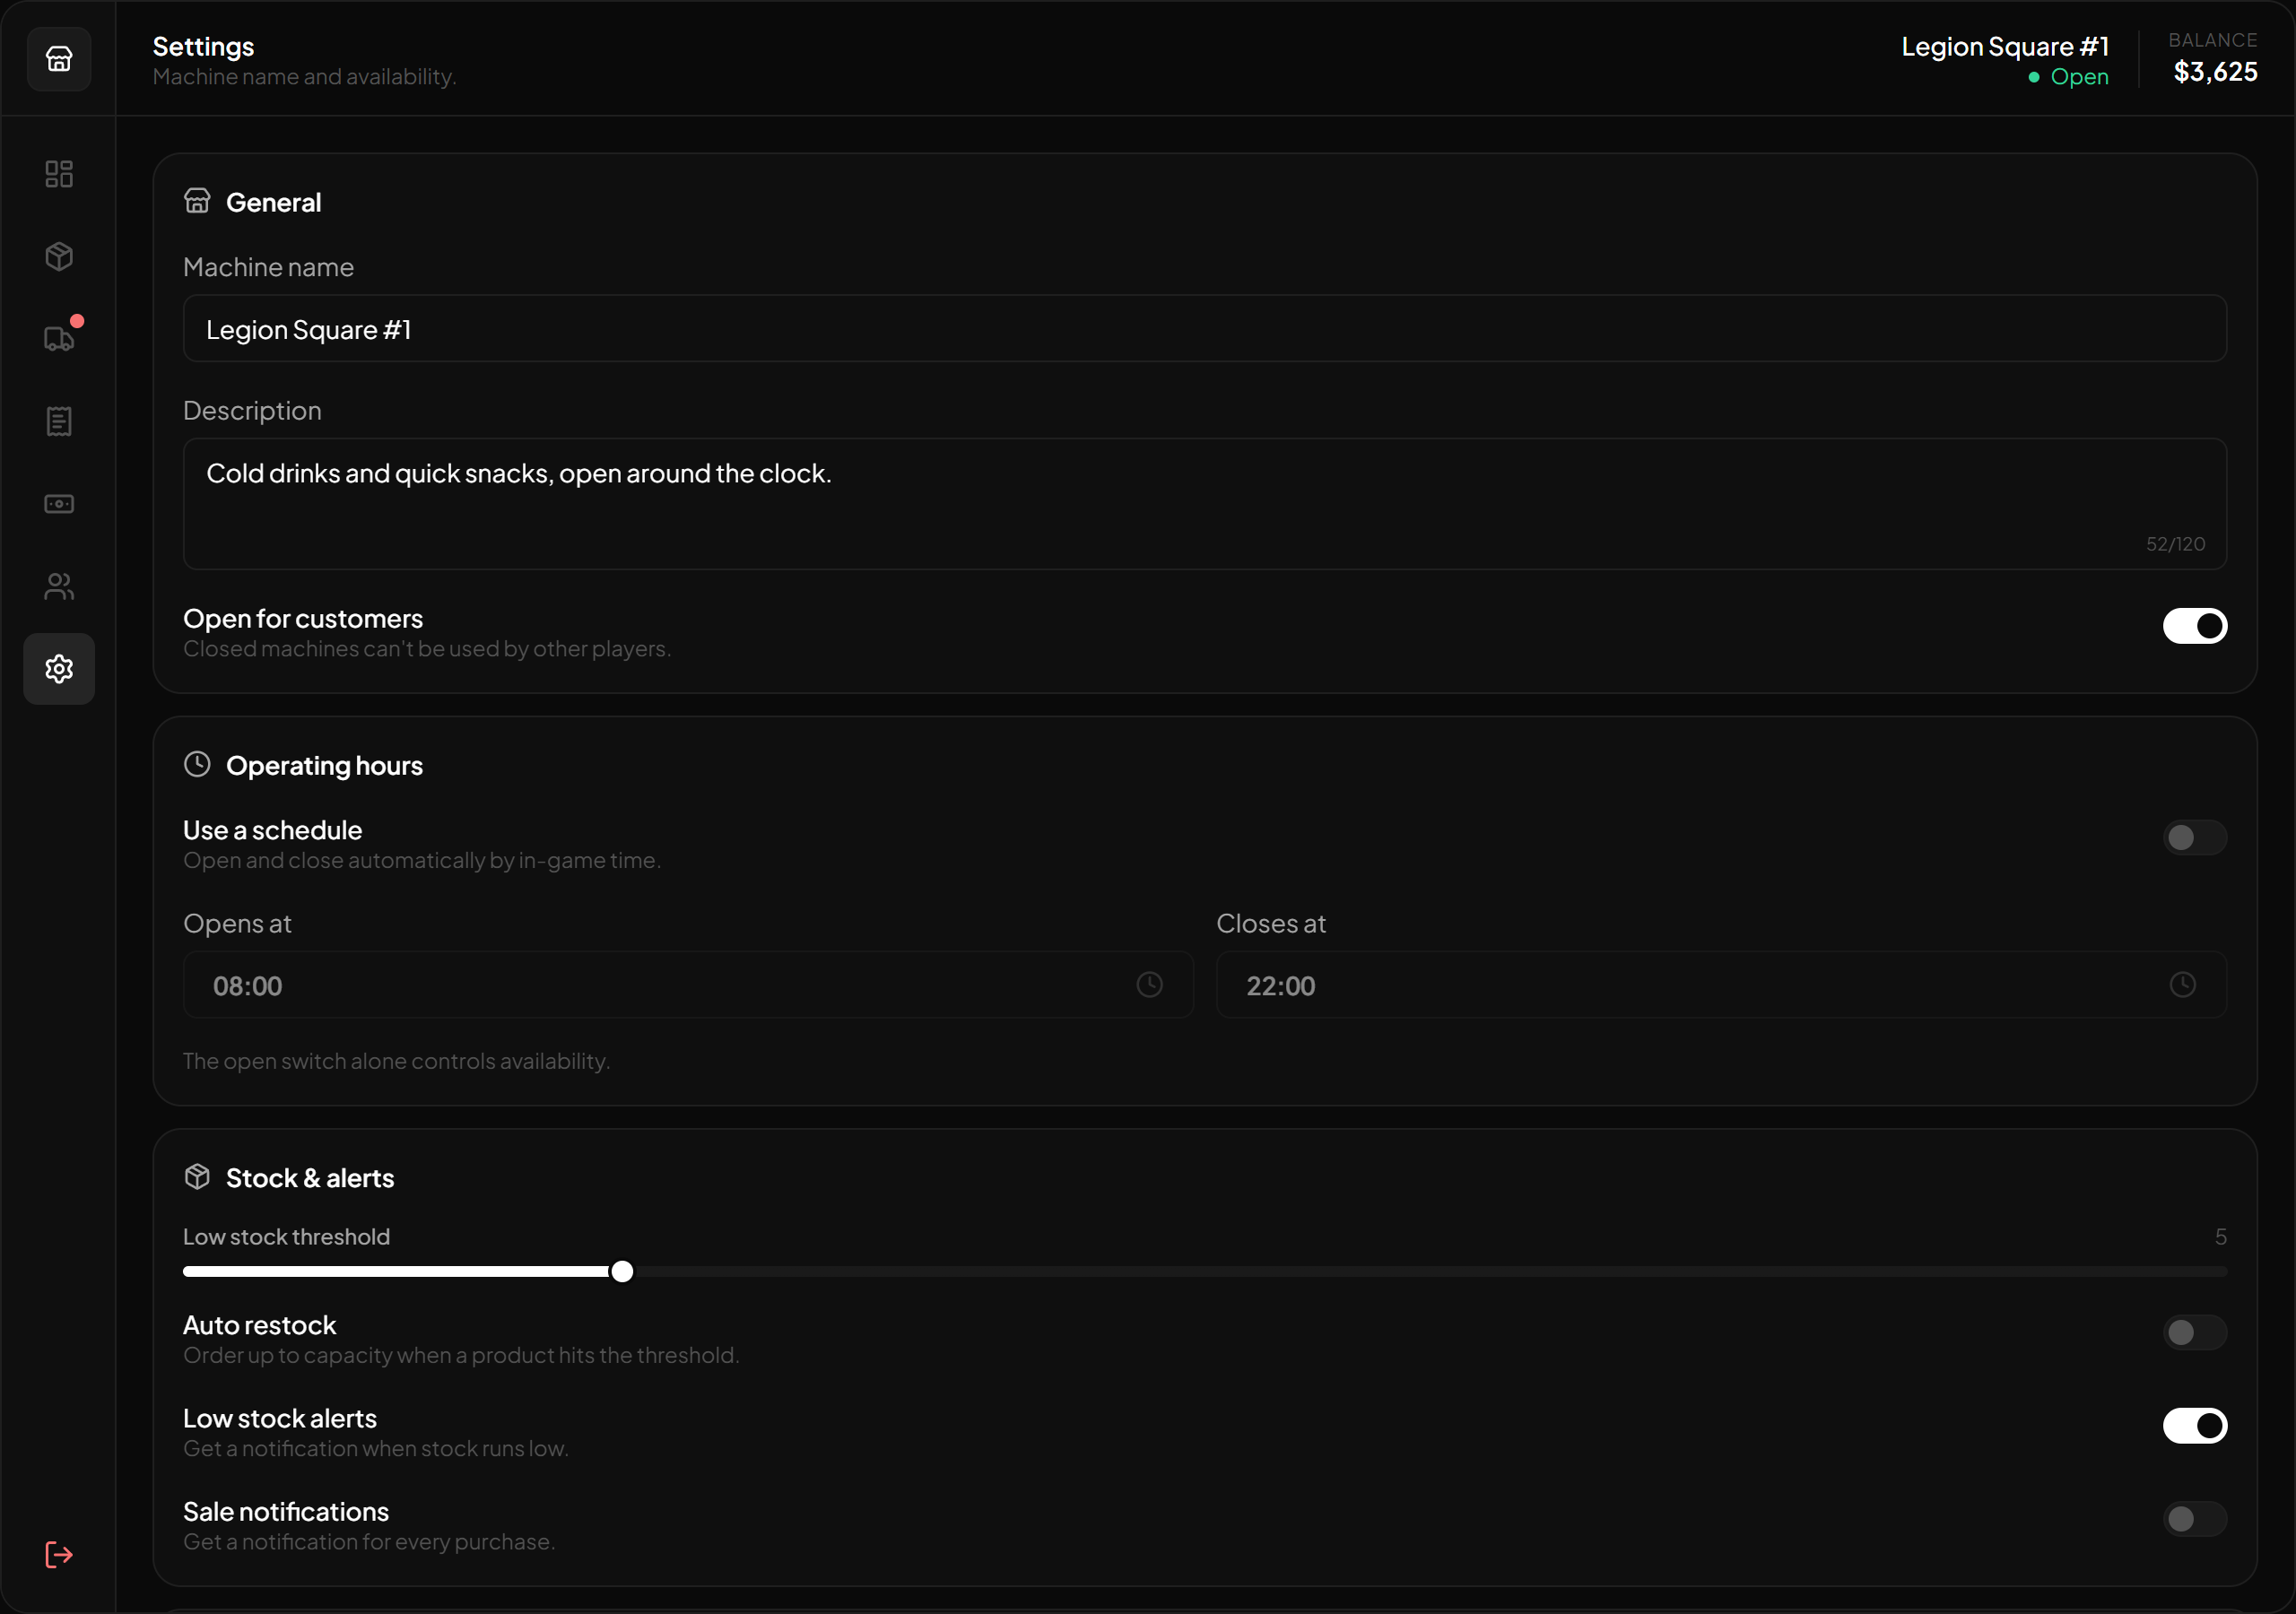 Settings
Machine name and availability.
Legion Square #1
Open
BALANCE
$3,625
General
Machine name
Legion Square #1
Description
Cold drinks and quick snacks, open around the clock.
52/120
Open for customers
Closed machines can't be used by other players.
Operating hours
Use a schedule
Open and close automatically by in-game time.
Opens at
Closes at
08:00
22:00
The open switch alone controls availability.
Stock & alerts
Low stock threshold
5
Auto restock
Order up to capacity when a product hits the threshold.
Low stock alerts
Get a notification when stock runs low.
Sale notifications
Get a notification for every purchase.